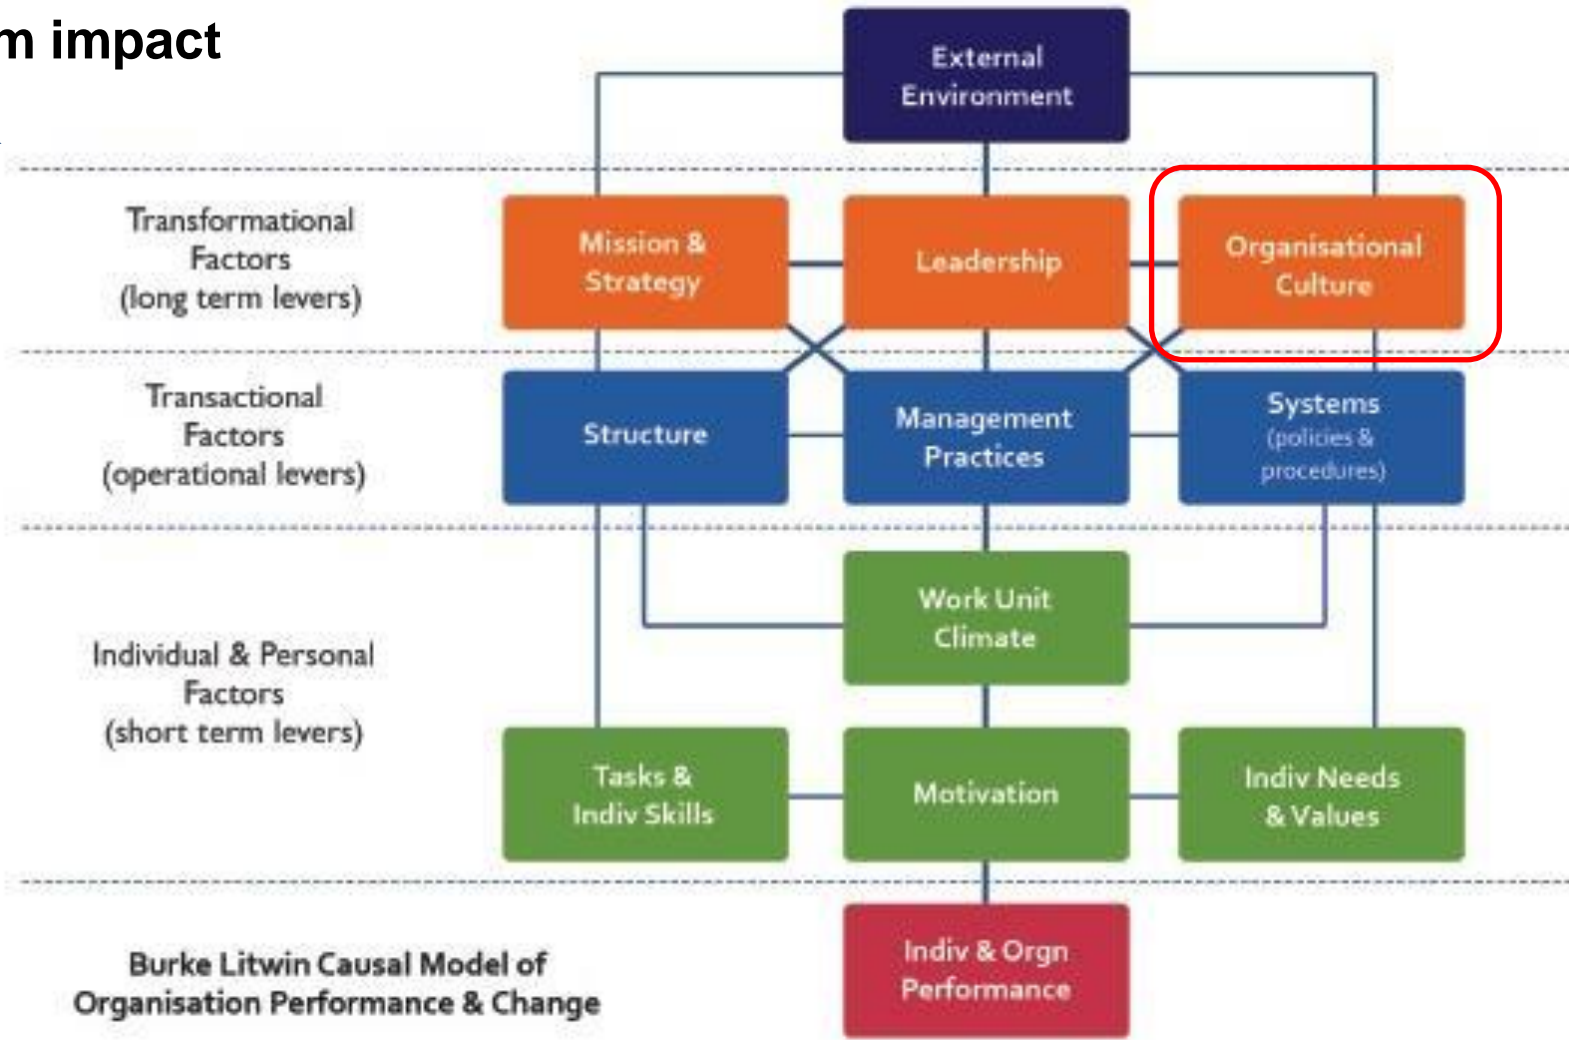 m impact
External
Environment
Transformational
Factors
(long term levers)
Mission &
Strategy
Leadership
Organisational
Culture
Transactional
Factors
(operational levers)
Structure
Management
Practices
Systems
(policies &
procedures)
Individual & Personal
Factors
(short term levers)
Work Unit
Climate
Tasks &
Indiv Skills
Motivation
Indiv Needs
& Values
Burke Litwin Causal Model of
Organisation Performance & Change
Indiv & Orgn
Performance